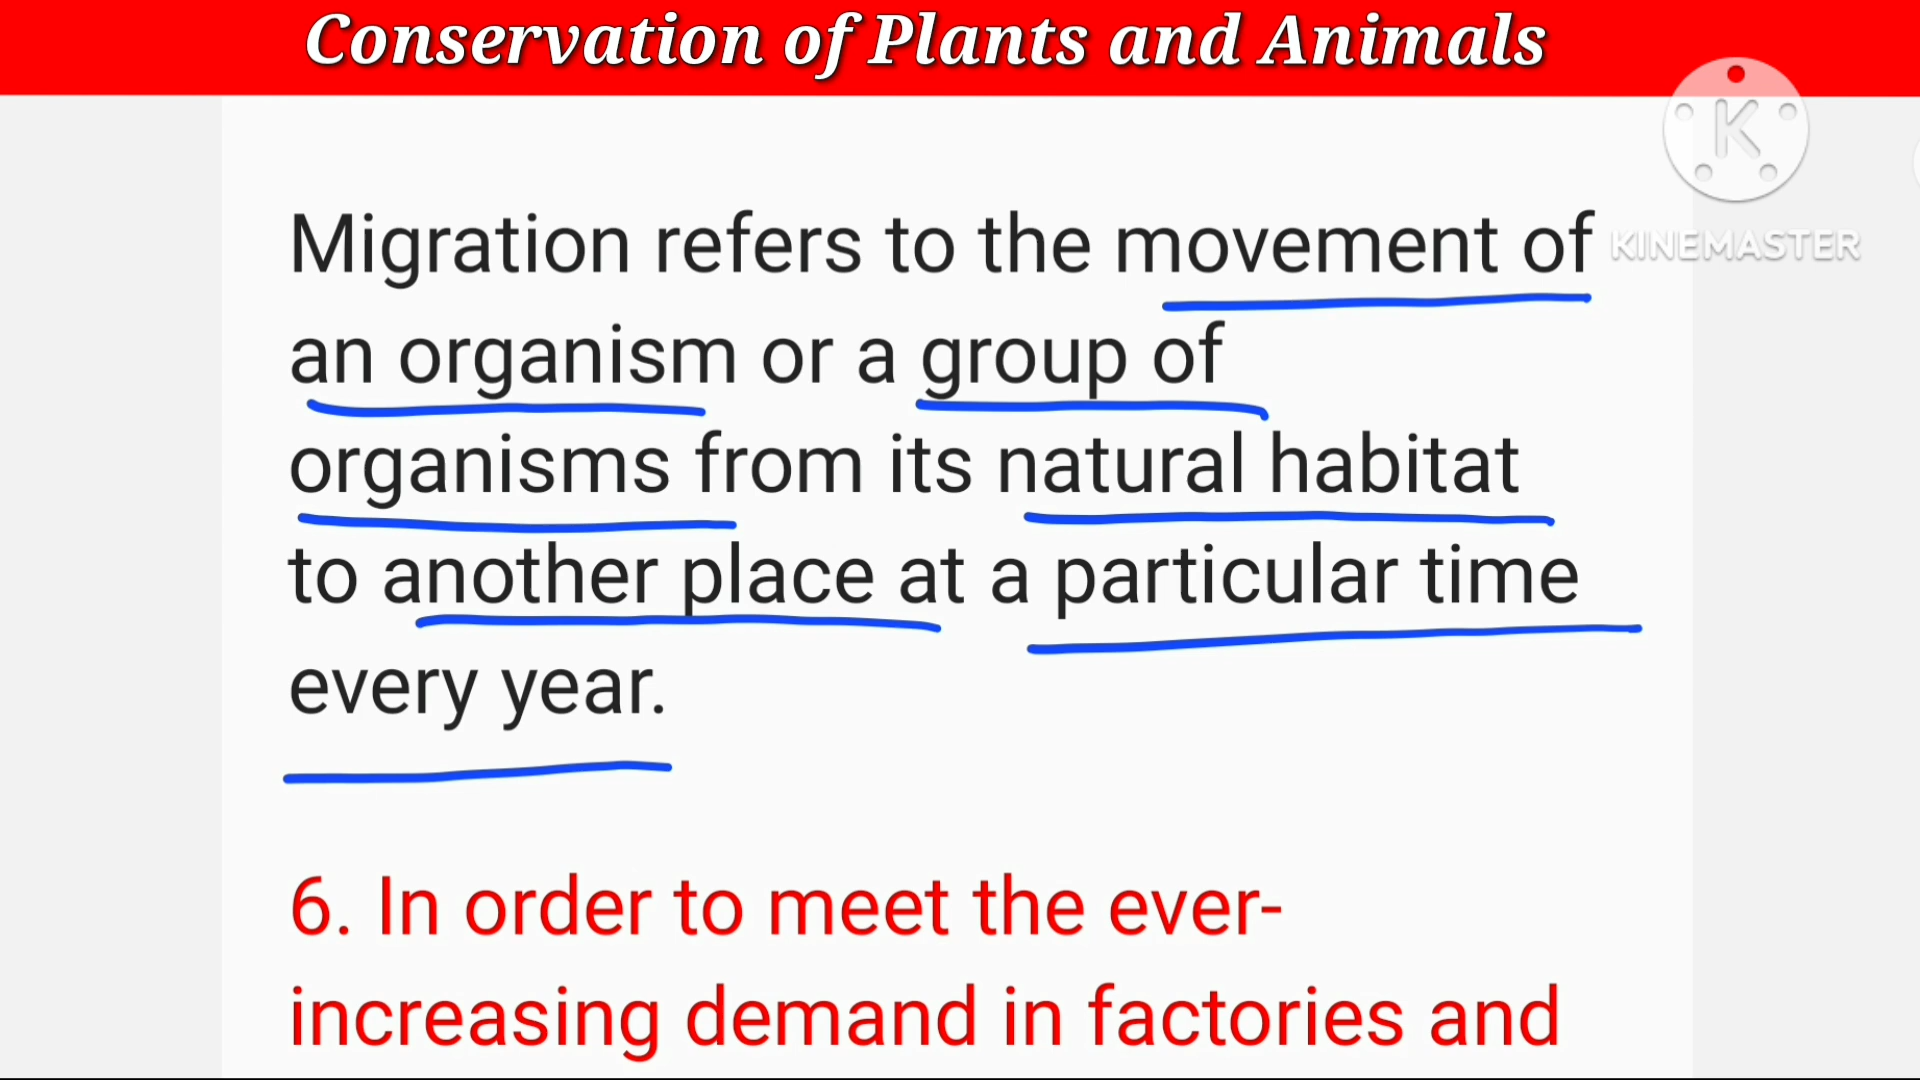 Conservation of Plants and Animals
K
KINEMASTER
Migration refers to the movement of
an organism or a group of
organisms from its natural habitat
to another place at a particular time
every year.
6. In order to meet the ever-
increasing demand in factories and